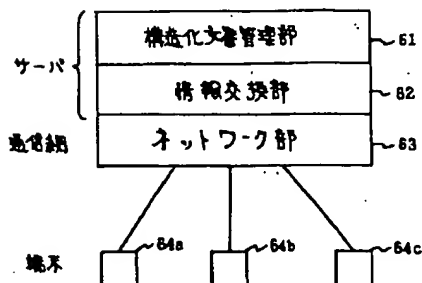 サーバ
構造化文書管理部
61
情報交換部
62
通信網
ネットワーク部
63
端末
64a
64b
64c